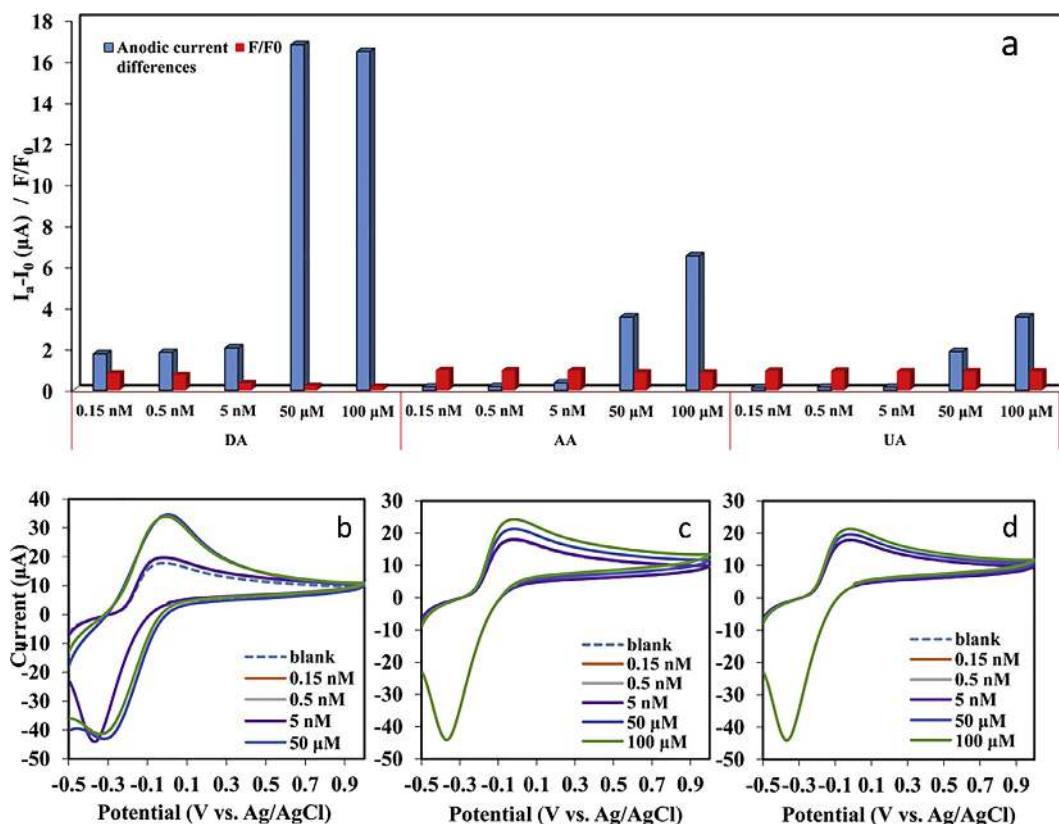 18
16
14
12
10
8
6
4
2
0
Iₐ-I₀ (μA) / F/F₀
Anodic current differences
F/F0
a
0.15 nM 0.5 nM 5 nM 50 μM 100 μM 0.15 nM 0.5 nM 5 nM 50 μM 100 μM 0.15 nM 0.5 nM 5 nM 50 μM 100 μM
DA AA UA
40
30
20
10
0
-10
-20
-30
-40
-50
Current (μA)
b
blank
0.15 nM
0.5 nM
5 nM
50 μM
-0.5 -0.3 -0.1 0.1 0.3 0.5 0.7 0.9
Potential (V vs. Ag/AgCl)
30
20
10
0
-10
-20
-30
-40
-50
c
blank
0.15 nM
0.5 nM
5 nM
50 μM
100 μM
-0.5 -0.3 -0.1 0.1 0.3 0.5 0.7 0.9
Potential (V vs. Ag/AgCl)
30
20
10
0
-10
-20
-30
-40
-50
d
blank
0.15 nM
0.5 nM
5 nM
50 μM
100 μM
-0.5 -0.3 -0.1 0.1 0.3 0.5 0.7 0.9
Potential (V vs. Ag/AgCl)